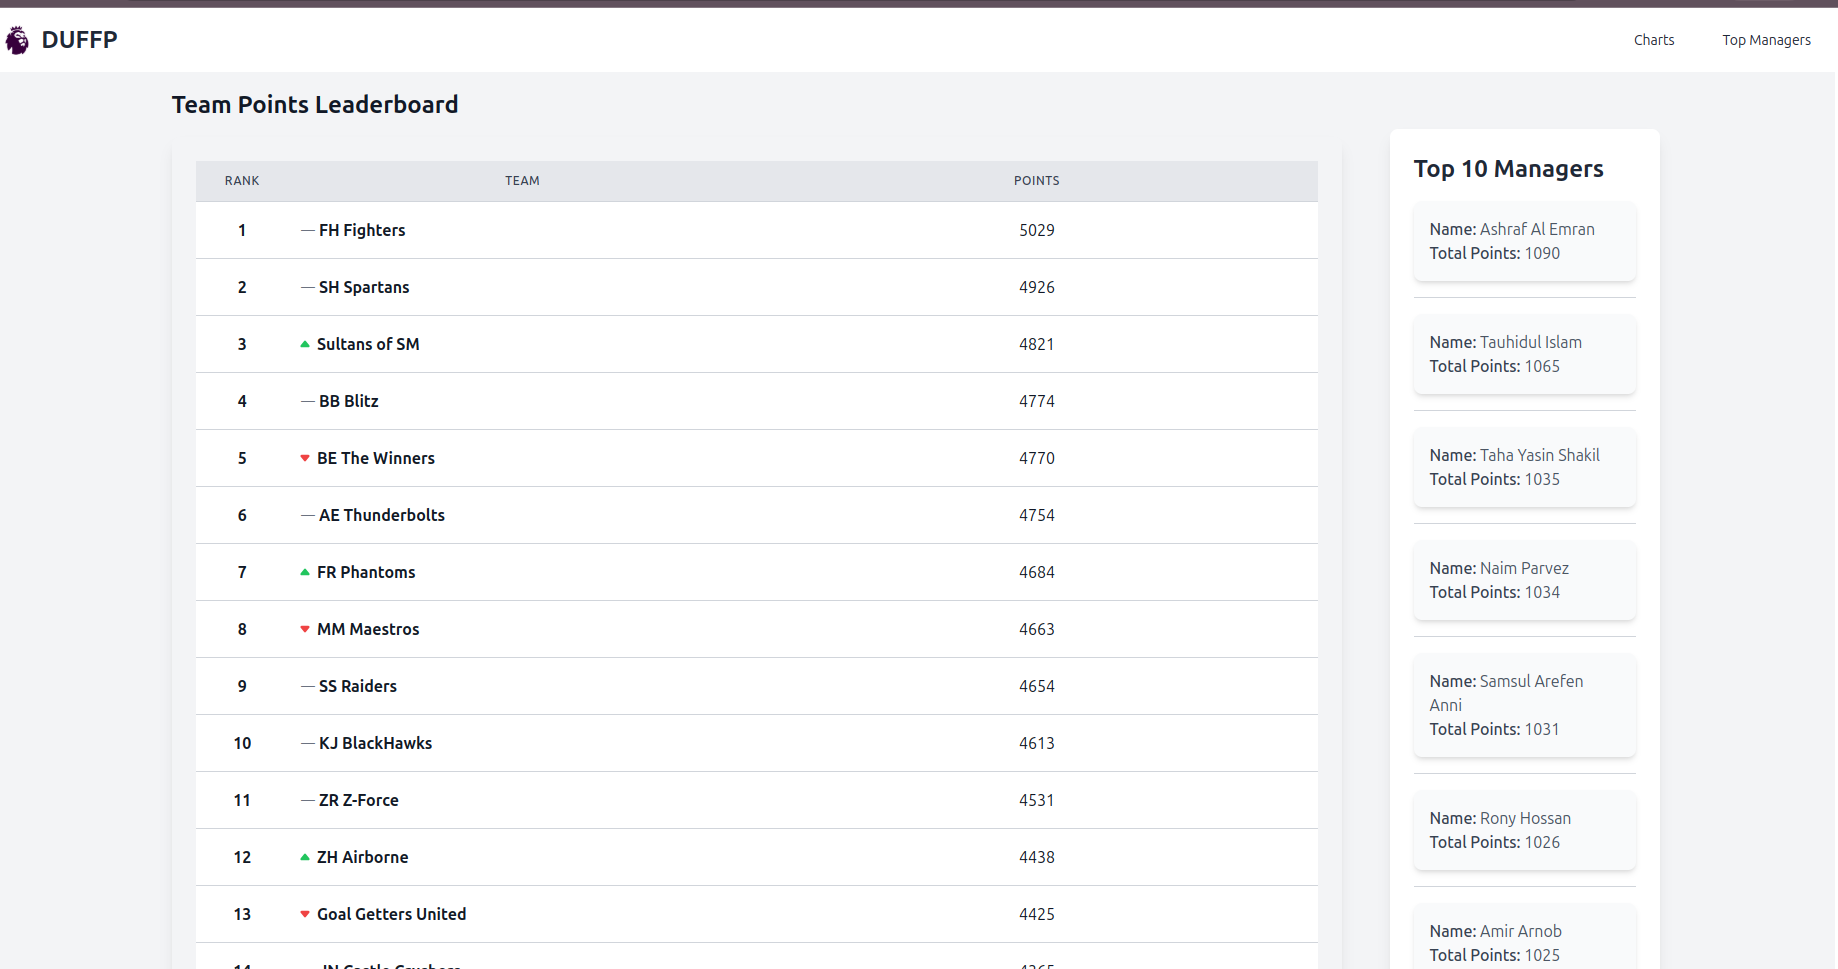 DUFFP
Charts Top Managers
Team Points Leaderboard
RANK TEAM POINTS
1 — FH Fighters 5029
2 — SH Spartans 4926
3 Sultans of SM 4821
4 — BB Blitz 4774
5 BE The Winners 4770
6 — AE Thunderbolts 4754
7 FR Phantoms 4684
8 MM Maestros 4663
9 — SS Raiders 4654
10 — KJ BlackHawks 4613
11 — ZR Z-Force 4531
12 ZH Airborne 4438
13 Goal Getters United 4425
14
Top 10 Managers
Name: Ashraf Al Emran
Total Points: 1090
Name: Tauhidul Islam
Total Points: 1065
Name: Taha Yasin Shakil
Total Points: 1035
Name: Naim Parvez
Total Points: 1034
Name: Samsul Arefen
Anni
Total Points: 1031
Name: Rony Hossan
Total Points: 1026
Name: Amir Arnob
Total Points: 1025